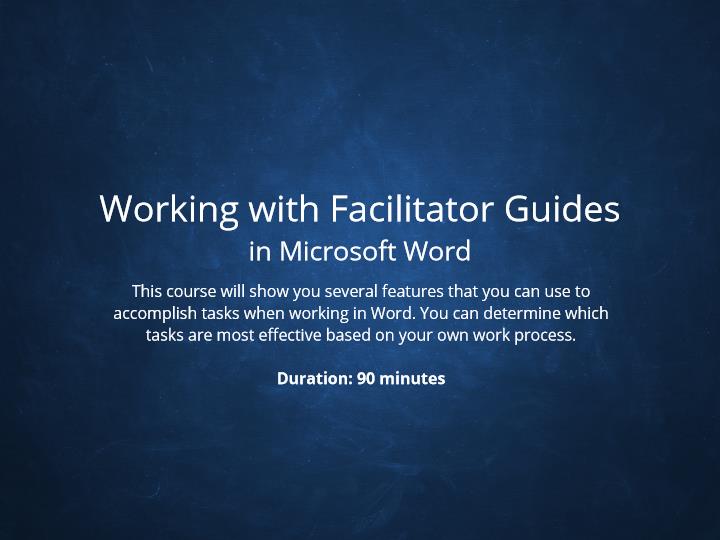 Working with Facilitator Guides
in Microsoft Word
This course will show you several features that you can use to
accomplish tasks when working in Word. You can determine which
tasks are most effective based on your own work process.
Duration: 90 minutes